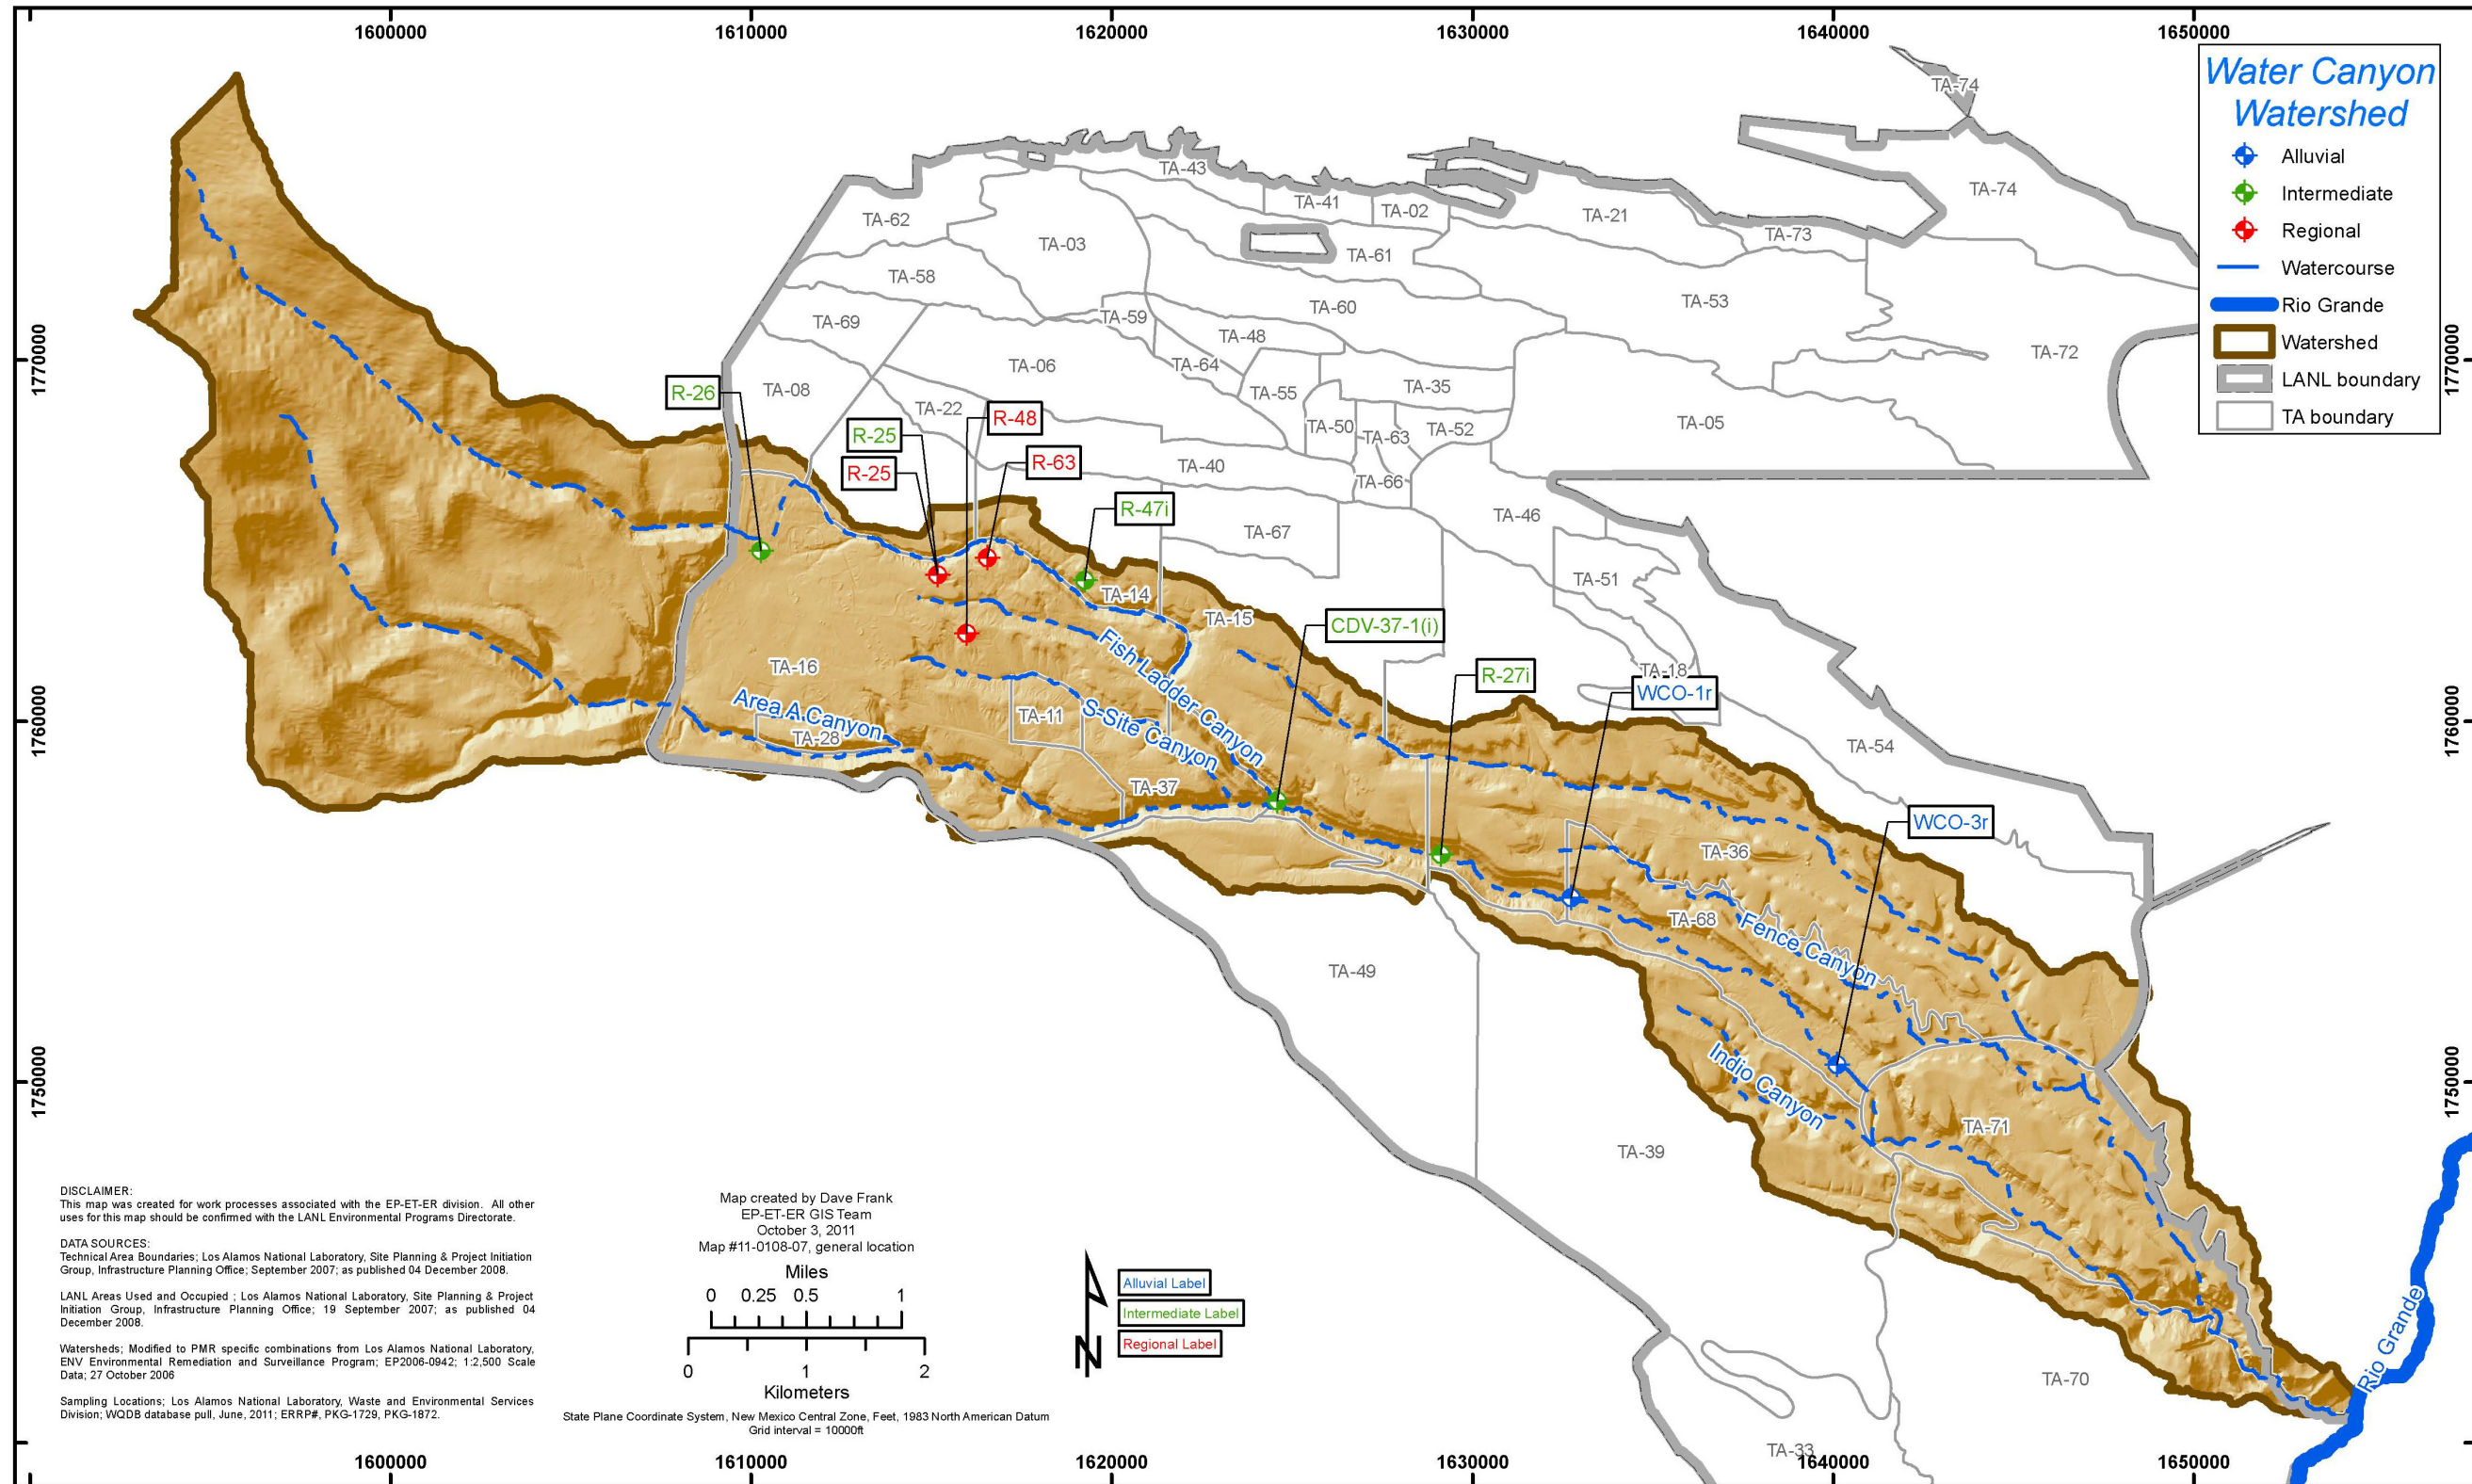 1600000
1610000
1620000
1630000
1640000
1650000
Water Canyon
Watershed
Alluvial
Intermediate
Regional
Watercourse
Rio Grande
Watershed
LANL boundary
TA boundary
1770000
1760000
1750000
1770000
1750000
TA-74
TA-74
TA-43
TA-41
TA-02
TA-21
TA-73
TA-62
TA-03
TA-61
TA-58
TA-53
TA-60
TA-59
TA-69
TA-48
TA-72
TA-06
TA-64
TA-08
TA-55
TA-35
R-26
TA-22
R-48
TA-50
TA-63
TA-52
TA-05
R-25
R-63
R-25
TA-40
TA-66
R-47i
TA-67
TA-46
TA-51
TA-14
TA-15
CDV-37-1(i)
TA-16
Fish Ladder Canyon
R-27i
TA-18
WCO-1r
Area A Canyon
TA-11
S-Site Canyon
TA-28
TA-54
TA-37
WCO-3r
TA-36
TA-68
Fence Canyon
TA-49
Indio Canyon
TA-71
TA-39
Rio Grande
TA-70
TA-33
DISCLAIMER:
This map was created for work processes associated with the EP-ET-ER division. All other
uses for this map should be confirmed with the LANL Environmental Programs Directorate.
DATA SOURCES:
Technical Area Boundaries; Los Alamos National Laboratory, Site Planning & Project Initiation
Group, Infrastructure Planning Office; September 2007; as published 04 December 2008.
LANL Areas Used and Occupied ; Los Alamos National Laboratory, Site Planning & Project
Initiation Group, Infrastructure Planning Office; 19 September 2007; as published 04
December 2008.
Watersheds; Modified to PMR specific combinations from Los Alamos National Laboratory,
ENV Environmental Remediation and Surveillance Program; EP2006-0942; 1:2,500 Scale
Data; 27 October 2006
Sampling Locations; Los Alamos National Laboratory, Waste and Environmental Services
Division; WQDB database pull, June, 2011; ERRP#, PKG-1729, PKG-1872.
Map created by Dave Frank
EP-ET-ER GIS Team
October 3, 2011
Map #11-0108-07, general location
Miles
0 0.25 0.5 1
0 1 2
Kilometers
State Plane Coordinate System, New Mexico Central Zone, Feet, 1983 North American Datum
Grid interval = 10000ft
N
Alluvial Label
Intermediate Label
Regional Label
1600000
1610000
1620000
1630000
1640000
1650000